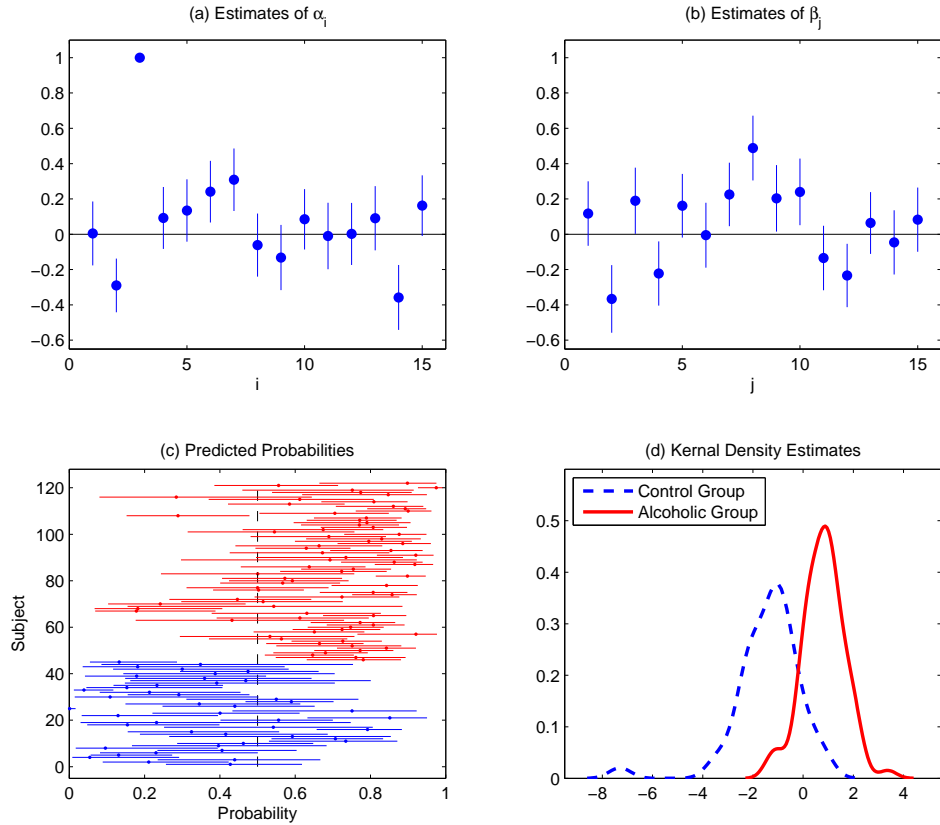 (a) Estimates of αi
1
0.8
0.6
0.4
0.2
0
−0.2
−0.4
−0.6
0 5 10 15
i
(b) Estimates of βj
1
0.8
0.6
0.4
0.2
0
−0.2
−0.4
−0.6
0 5 10 15
j
(c) Predicted Probabilities
120
100
80
60
40
20
0
Subject
0 0.2 0.4 0.6 0.8 1
Probability
(d) Kernal Density Estimates
Control Group
Alcoholic Group
0.5
0.4
0.3
0.2
0.1
0
−8 −6 −4 −2 0 2 4